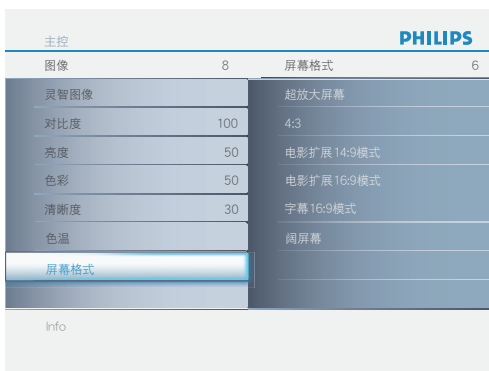 主控 PHILIPS
图像 8 屏幕格式 6
灵智图像 超放大屏幕
对比度 100 4:3
亮度 50 电影扩展14:9模式
色彩 50 电影扩展16:9模式
清晰度 30 字幕16:9模式
色温 阔屏幕
屏幕格式
Info